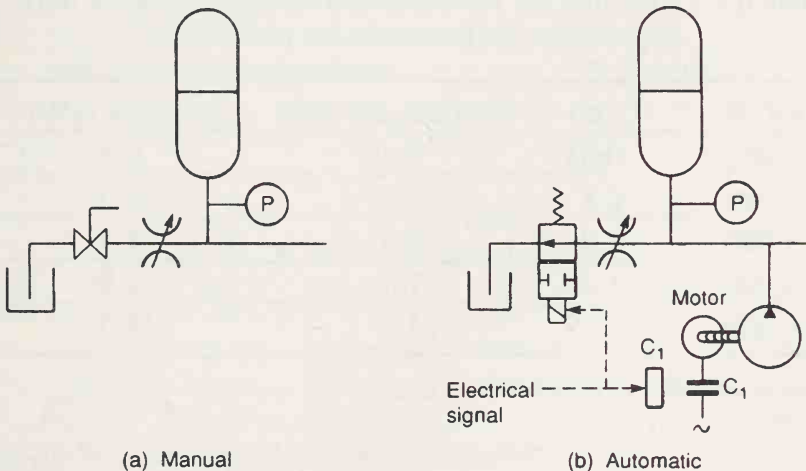 P
P
Motor
C1
C1
Electrical
signal
~
(a) Manual
(b) Automatic